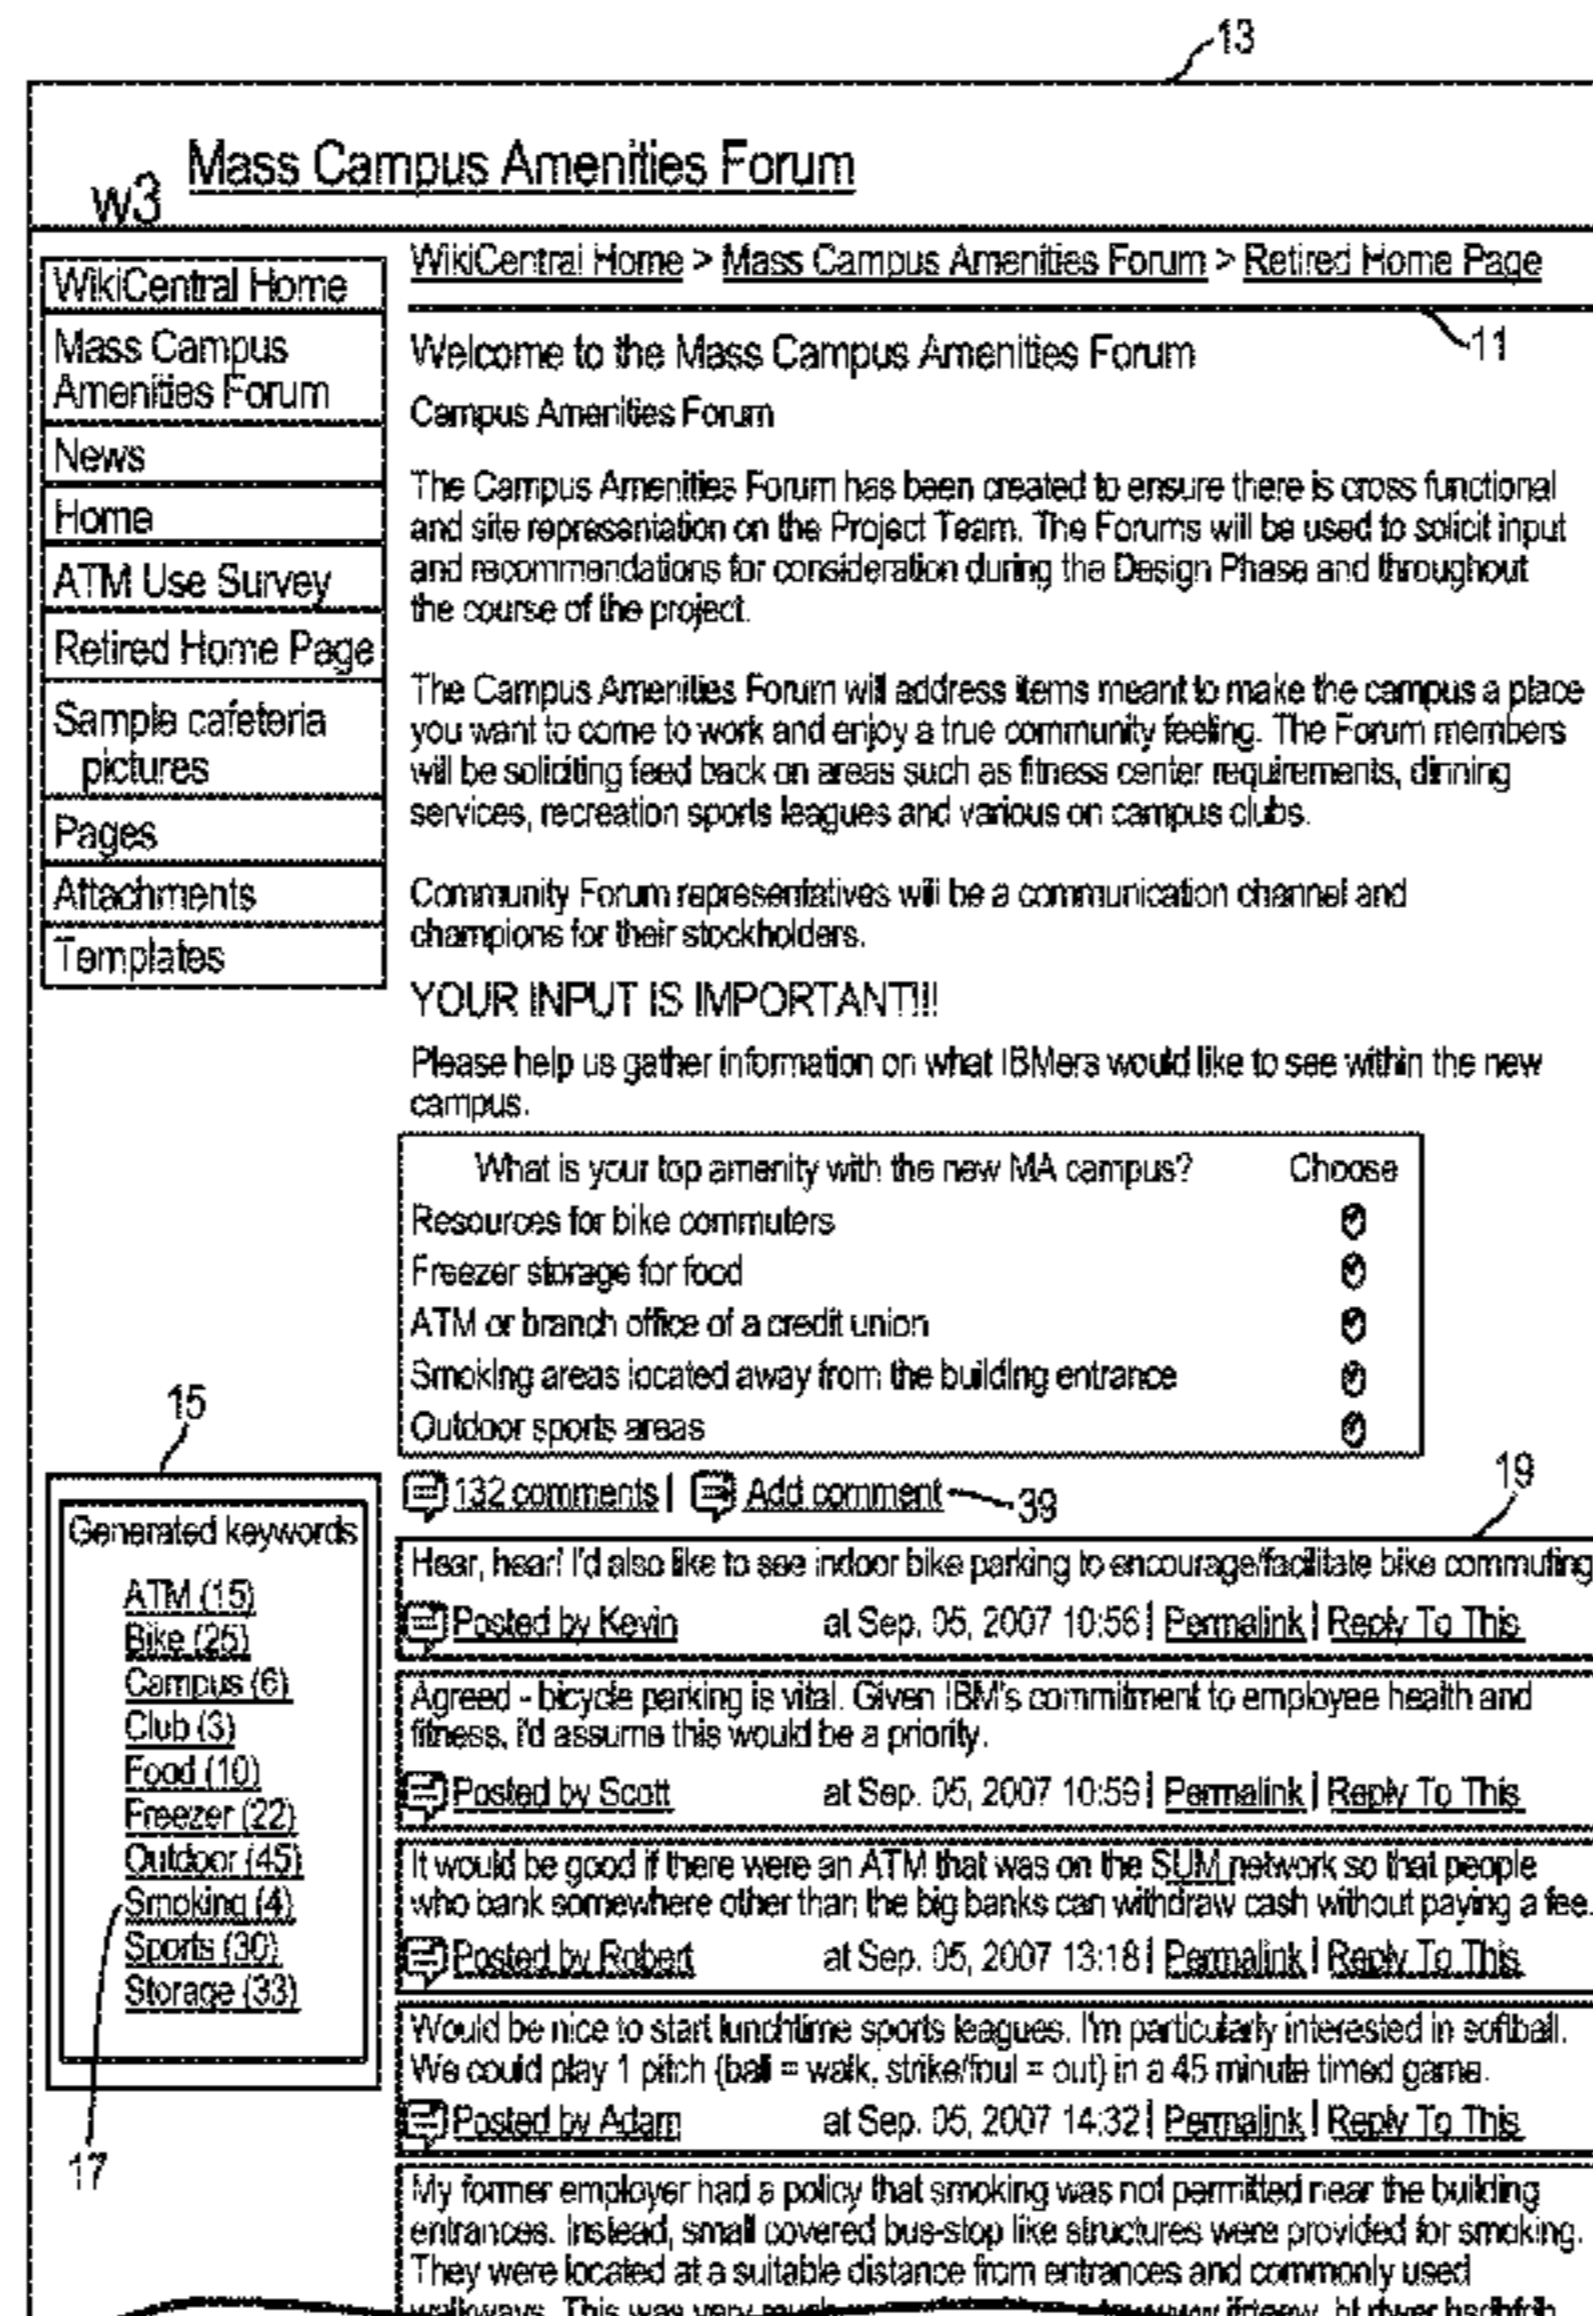 13
Mass Campus Amenities Forum
w3
WikiCentral Home > Mass Campus Amenities Forum > Retired Home Page
11
WikiCentral Home
Mass Campus
Amenities Forum
News
Home
ATM Use Survey
Retired Home Page
Sample cafeteria
pictures
Pages
Attachments
Templates
Welcome to the Mass Campus Amenities Forum
Campus Amenities Forum
The Campus Amenities Forum has been created to ensure there is cross functional
and site representation on the Project Team. The Forums will be used to solicit input
and recommendations for consideration during the Design Phase and throughout
the course of the project.
The Campus Amenities Forum will address items meant to make the campus a place
you want to come to work and enjoy a true community feeling. The Forum members
will be soliciting feed back on areas such as fitness center requirements, dinning
services, recreation sports leagues and various on campus clubs.
Community Forum representatives will be a communication channel and
champions for their stockholders.
YOUR INPUT IS IMPORTANT!!!
Please help us gather information on what IBMers would like to see within the new
campus.
What is your top amenity with the new MA campus? Choose
Resources for bike commuters
Freezer storage for food
ATM or branch office of a credit union
Smoking areas located away from the building entrance
Outdoor sports areas
132 comments | Add comment
39
19
15
Generated keywords
ATM (15)
Bike (25)
Campus (6)
Club (3)
Food (10)
Freezer (22)
Outdoor (45)
Smoking (4)
Sports (30)
Storage (33)
17
Hear, hear! I'd also like to see indoor bike parking to encourage/facilitate bike commuting
Posted by Kevin at Sep. 05, 2007 10:56 | Permalink | Reply To This
Agreed - bicycle parking is vital. Given IBM's commitment to employee health and
fitness, i'd assume this would be a priority.
Posted by Scott at Sep. 05, 2007 10:59 | Permalink | Reply To This
It would be good if there were an ATM that was on the SUM network so that people
who bank somewhere other than the big banks can withdraw cash without paying a fee.
Posted by Robert at Sep. 05, 2007 13:18 | Permalink | Reply To This
Would be nice to start lunchtime sports leagues. I'm particularly interested in softball.
We could play 1 pitch (ball = walk, strike/foul = out) in a 45 minute timed game.
Posted by Adam at Sep. 05, 2007 14:32 | Permalink | Reply To This
My former employer had a policy that smoking was not permitted near the building
entrances. Instead, small covered bus-stop like structures were provided for smoking.
They were located at a suitable distance from entrances and commonly used
walkways. This was very much